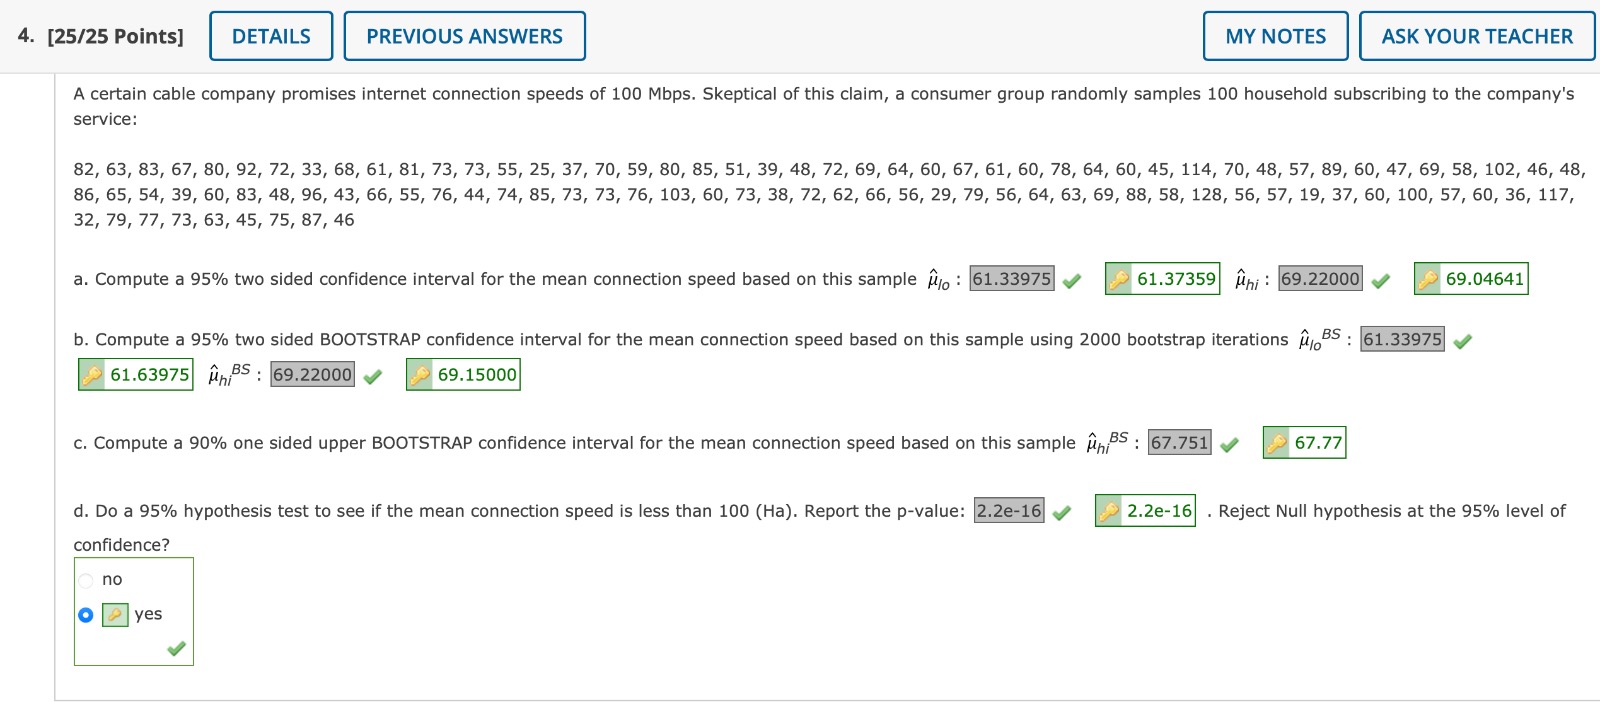 4. [25/25 Points] DETAILS PREVIOUS ANSWERS MY NOTES ASK YOUR TEACHER
A certain cable company promises internet connection speeds of 100 Mbps. Skeptical of this claim, a consumer group randomly samples 100 household subscribing to the company's
service:
82, 63, 83, 67, 80, 92, 72, 33, 68, 61, 81, 73, 73, 55, 25, 37, 70, 59, 80, 85, 51, 39, 48, 72, 69, 64, 60, 67, 61, 60, 78, 64, 60, 45, 114, 70, 48, 57, 89, 60, 47, 69, 58, 102, 46, 48,
86, 65, 54, 39, 60, 83, 48, 96, 43, 66, 55, 76, 44, 74, 85, 73, 73, 76, 103, 60, 73, 38, 72, 62, 66, 56, 29, 79, 56, 64, 63, 69, 88, 58, 128, 56, 57, 19, 37, 60, 100, 57, 60, 36, 117,
32, 79, 77, 73, 63, 45, 75, 87, 46
a. Compute a 95% two sided confidence interval for the mean connection speed based on this sample μ̂lo : 61.33975 61.37359 μ̂hi : 69.22000 69.04641
b. Compute a 95% two sided BOOTSTRAP confidence interval for the mean connection speed based on this sample using 2000 bootstrap iterations μ̂lo BS : 61.33975
61.63975 μ̂hi BS : 69.22000 69.15000
c. Compute a 90% one sided upper BOOTSTRAP confidence interval for the mean connection speed based on this sample μ̂hi BS : 67.751 67.77
d. Do a 95% hypothesis test to see if the mean connection speed is less than 100 (Ha). Report the p-value: 2.2e-16 2.2e-16 . Reject Null hypothesis at the 95% level of
confidence?
no
yes